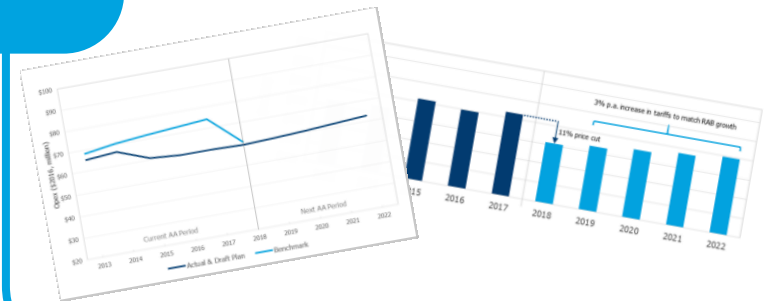 $100
$90
$80
$70
$60
$50
$40
$30
$20
Opex ($2016, million)
Current AA Period
Next AA Period
2013 2014 2015 2016 2017 2018 2019 2020 2021 2022
Actual & Draft Plan
Benchmark
3% p.a. increase in tariffs to match RAB growth
11% price cut
15 2016 2017 2018 2019 2020 2021 2022